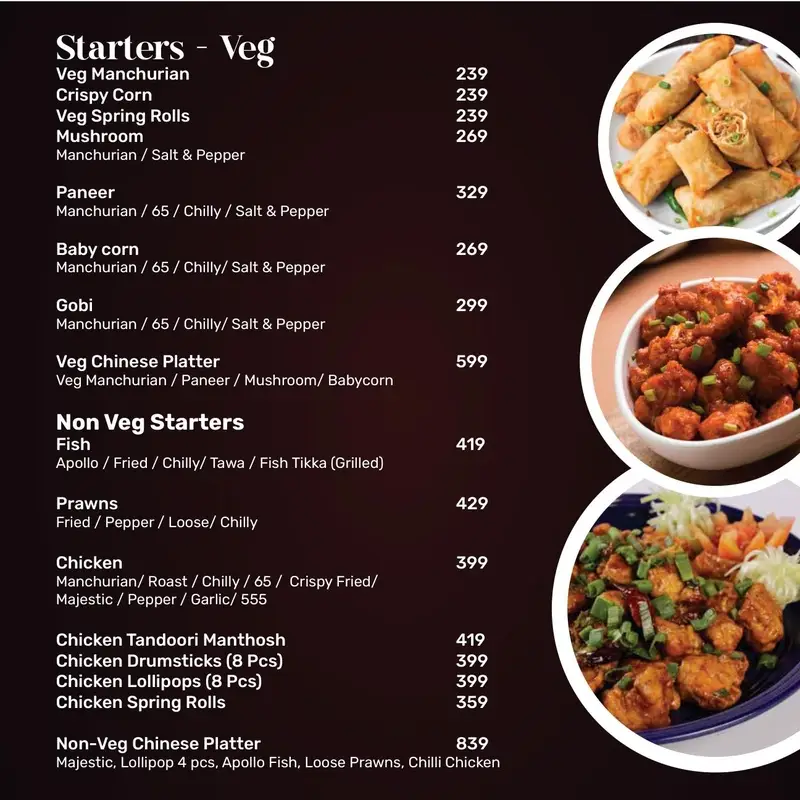 Starters - Veg
Veg Manchurian 239
Crispy Corn 239
Veg Spring Rolls 239
Mushroom 269
Manchurian / Salt & Pepper
Paneer 329
Manchurian / 65 / Chilly / Salt & Pepper
Baby corn 269
Manchurian / 65 / Chilly/ Salt & Pepper
Gobi 299
Manchurian / 65 / Chilly/ Salt & Pepper
Veg Chinese Platter 599
Veg Manchurian / Paneer / Mushroom/ Babycorn
Non Veg Starters
Fish 419
Apollo / Fried / Chilly/ Tawa / Fish Tikka (Grilled)
Prawns 429
Fried / Pepper / Loose/ Chilly
Chicken 399
Manchurian/ Roast / Chilly / 65 / Crispy Fried/
Majestic / Pepper / Garlic/ 555
Chicken Tandoori Manthosh 419
Chicken Drumsticks (8 Pcs) 399
Chicken Lollipops (8 Pcs) 399
Chicken Spring Rolls 359
Non-Veg Chinese Platter 839
Majestic, Lollipop 4 pcs, Apollo Fish, Loose Prawns, Chilli Chicken